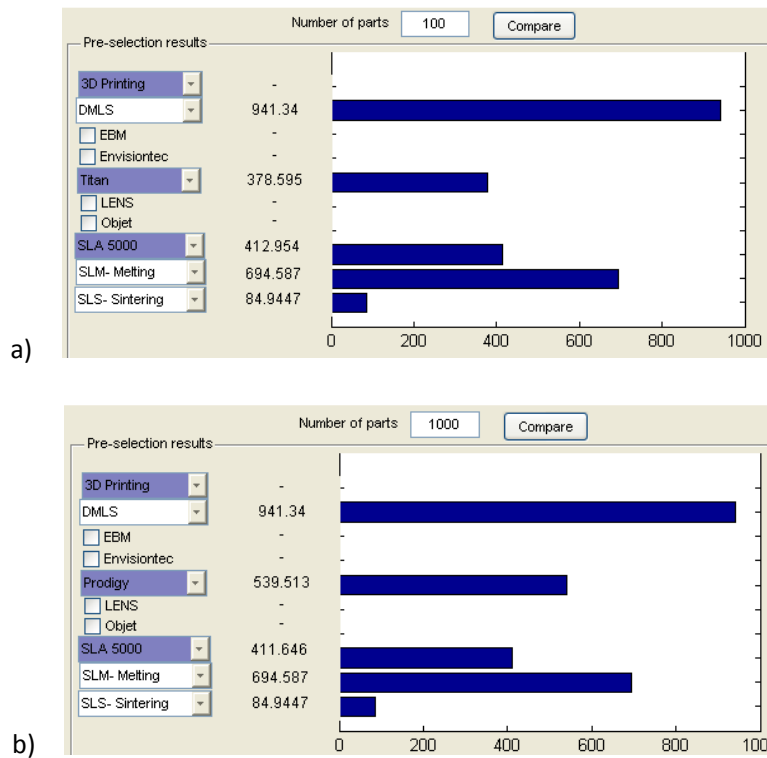 Number of parts 100 Compare
Pre-selection results
3D Printing -
DMLS 941.34
EBM -
Envisiontec -
Titan 378.595
LENS -
Objet -
SLA 5000 412.954
SLM- Melting 694.587
SLS- Sintering 84.9447
0 200 400 600 800 1000
a)
Number of parts 1000 Compare
Pre-selection results
3D Printing -
DMLS 941.34
EBM -
Envisiontec -
Prodigy 539.513
LENS -
Objet -
SLA 5000 411.646
SLM- Melting 694.587
SLS- Sintering 84.9447
0 200 400 600 800 100
b)